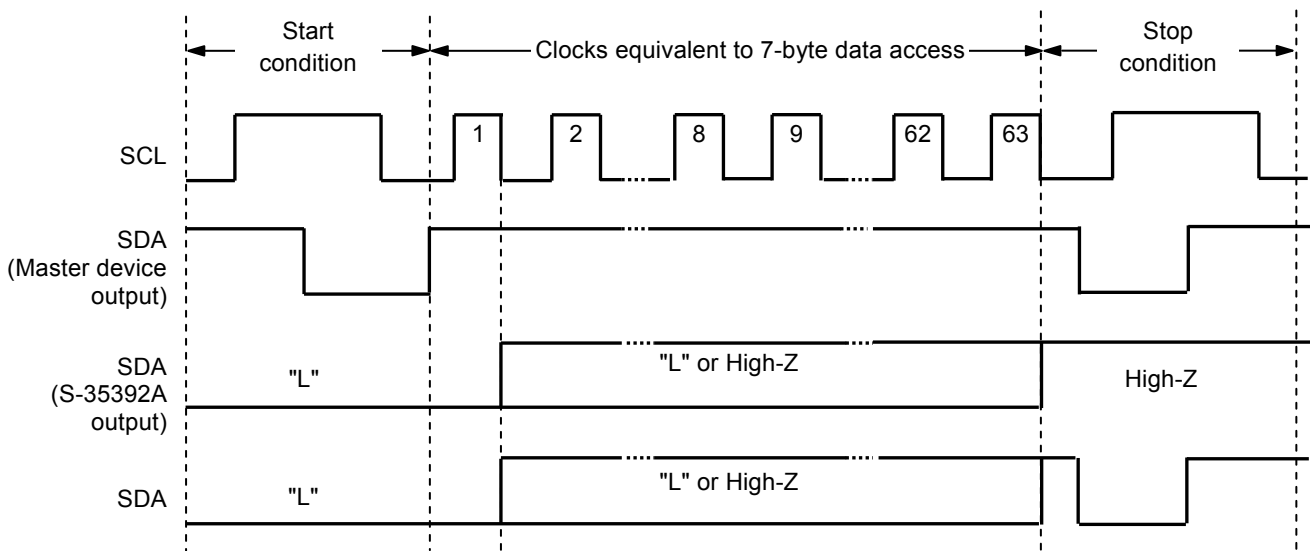 Start
condition
Clocks equivalent to 7-byte data access
Stop
condition
SCL
1
2
8
9
62
63
SDA
(Master device
output)
SDA
(S-35392A
output)
"L"
"L" or High-Z
High-Z
SDA
"L"
"L" or High-Z